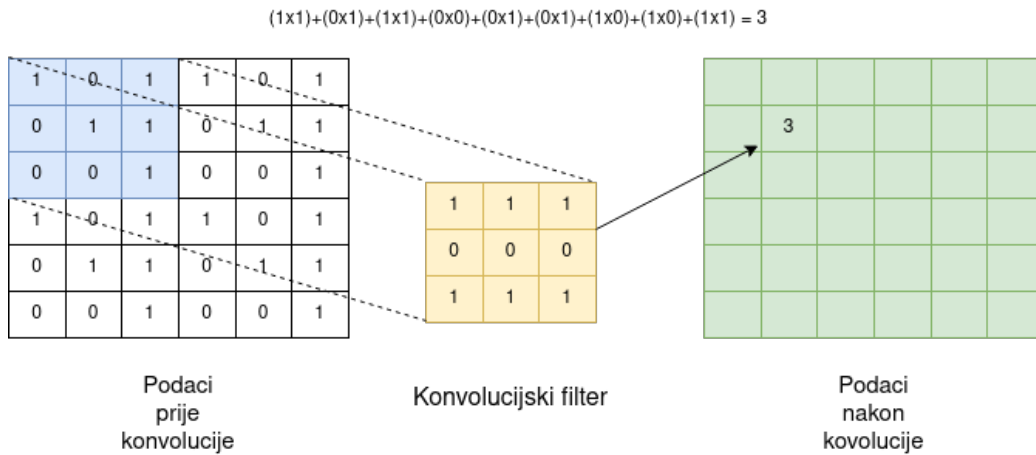 (1x1)+(0x1)+(1x1)+(0x0)+(0x1)+(0x1)+(1x0)+(1x0)+(1x1) = 3
1 0 1 1 0 1
0 1 1 0 1 1
0 0 1 0 0 1
1 0 1 1 0 1
0 1 1 0 1 1
0 0 1 0 0 1
1 1 1
0 0 0
1 1 1
3
Podaci
prije
konvolucije
Konvolucijski filter
Podaci
nakon
kovolucije